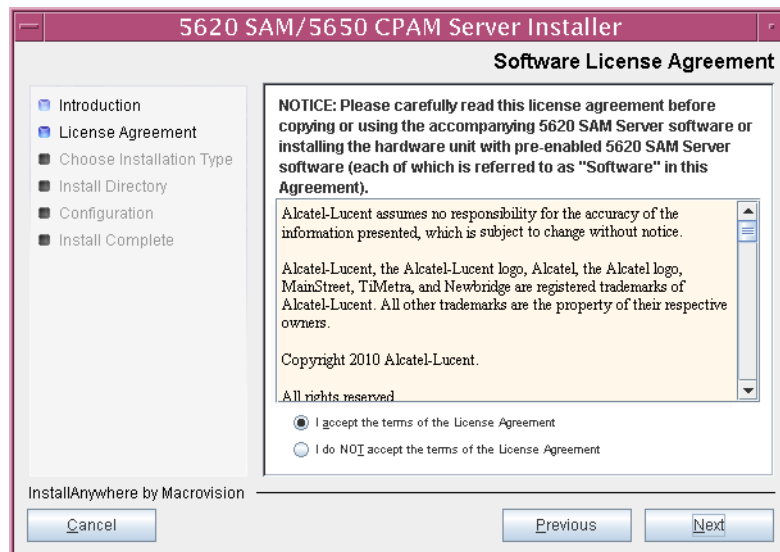 5620 SAM/5650 CPAM Server Installer
Software License Agreement
Introduction
License Agreement
Choose Installation Type
Install Directory
Configuration
Install Complete
NOTICE: Please carefully read this license agreement before
copying or using the accompanying 5620 SAM Server software or
installing the hardware unit with pre-enabled 5620 SAM Server
software (each of which is referred to as "Software" in this
Agreement).
Alcatel-Lucent assumes no responsibility for the accuracy of the
information presented, which is subject to change without notice.
Alcatel-Lucent, the Alcatel-Lucent logo, Alcatel, the Alcatel logo,
MainStreet, TiMetra, and Newbridge are registered trademarks of
Alcatel-Lucent. All other trademarks are the property of their respective
owners.
Copyright 2010 Alcatel-Lucent.
All rights reserved
I accept the terms of the License Agreement
I do NOT accept the terms of the License Agreement
InstallAnywhere by Macrovision
Cancel
Previous
Next